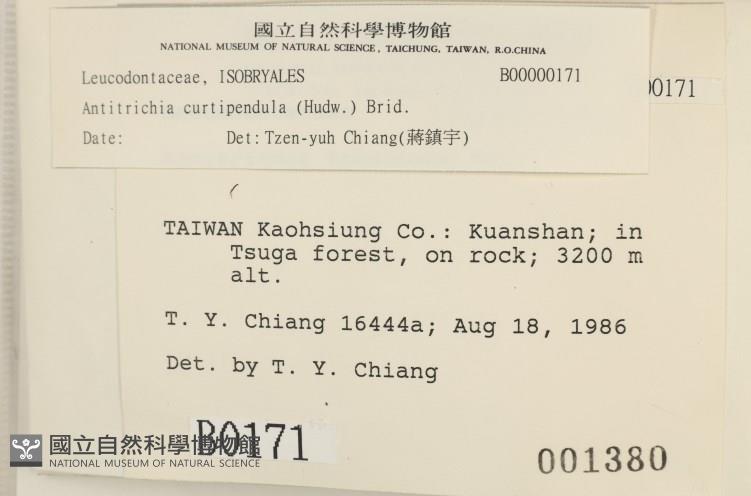 國立自然科學博物館
NATIONAL MUSEUM OF NATURAL SCIENCE, TAICHUNG, TAIWAN, R.O.CHINA
Leucodontaceae, ISOBRYALES B00000171
Antitrichia curtipendula (Hudw.) Brid.
Date: Det: Tzen-yuh Chiang(蔣鎮宇)
00171
TAIWAN Kaohsiung Co.: Kuanshan; in
Tsuga forest, on rock; 3200 m
alt.
T. Y. Chiang 16444a; Aug 18, 1986
Det. by T. Y. Chiang
B0171
國立自然科學博物館
NATIONAL MUSEUM OF NATURAL SCIENCE
001380